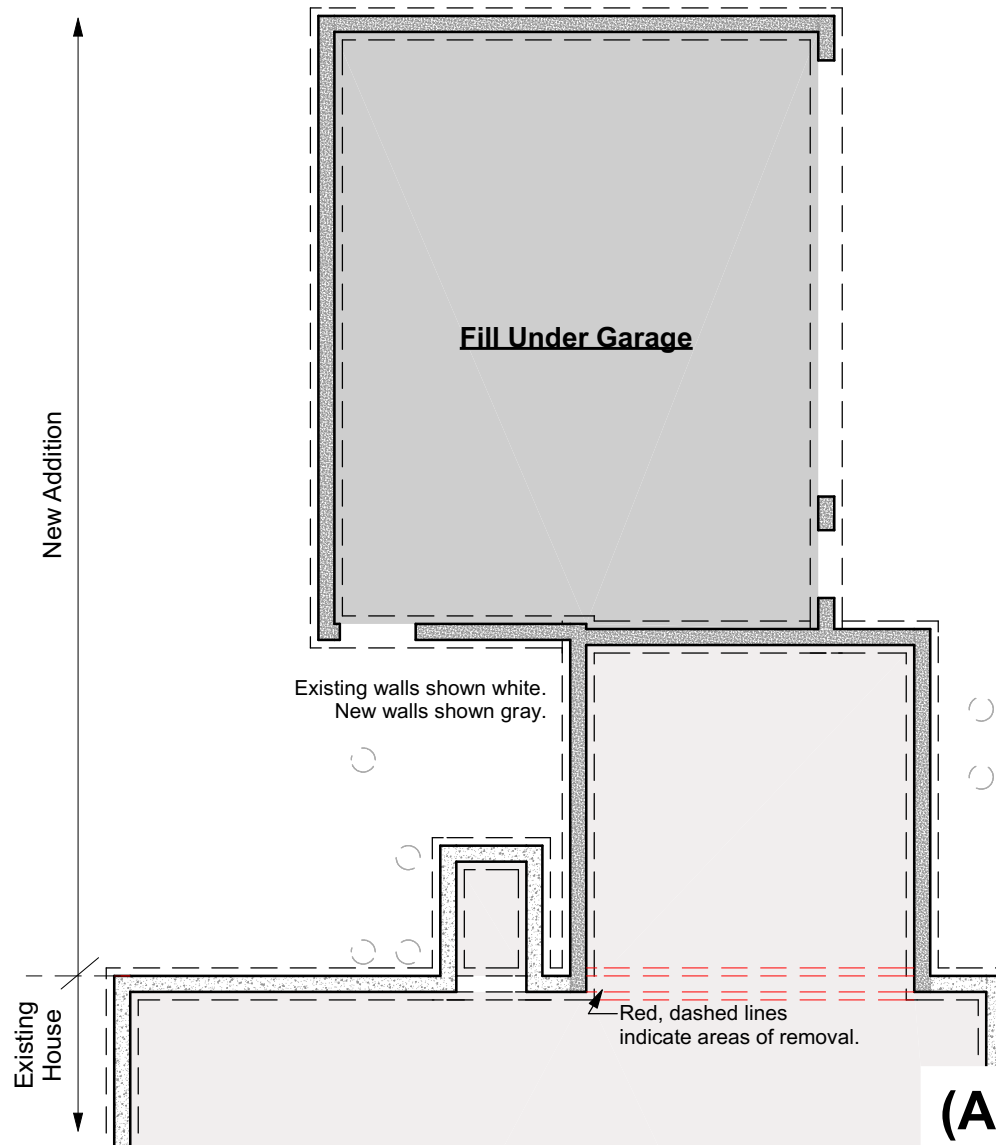 New Addition
Fill Under Garage
Existing walls shown white.
New walls shown gray.
Existing
House
Red, dashed lines
indicate areas of removal.
(A